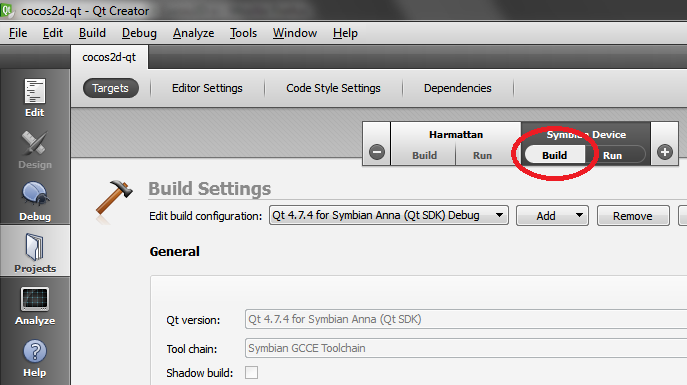 cocos2d-qt - Qt Creator
File Edit Build Debug Analyze Tools Window Help
cocos2d-qt
Targets Editor Settings Code Style Settings Dependencies
Edit
Design
Debug
Projects
Analyze
Help
Harmattan Symbian Device
Build Run Build Run
Build Settings
Edit build configuration: Qt 4.7.4 for Symbian Anna (Qt SDK) Debug Add Remove
General
Qt version: Qt 4.7.4 for Symbian Anna (Qt SDK)
Tool chain: Symbian GCCE Toolchain
Shadow build: